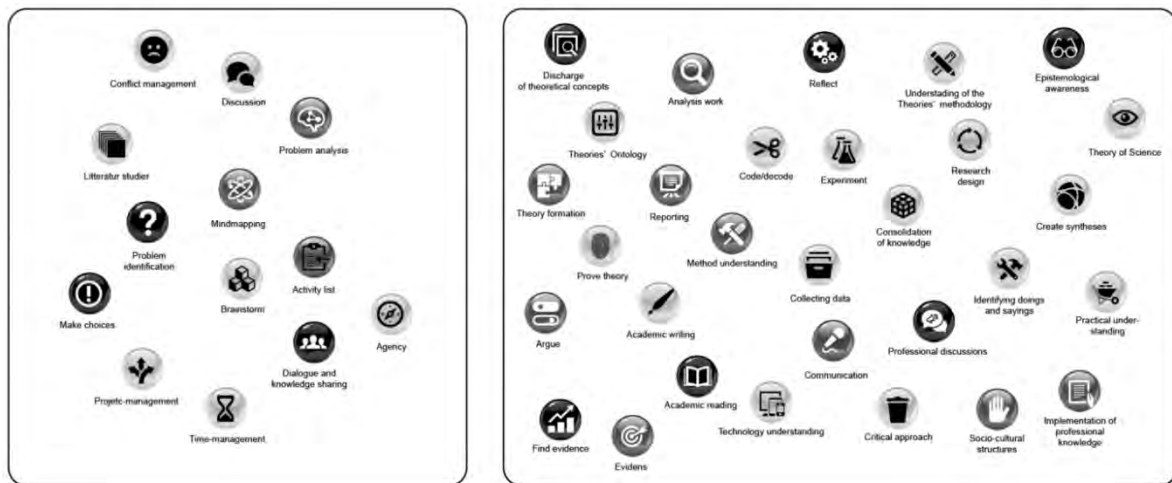 Conflict management
Discussion
Problem analysis
Litteratur studier
Mindmapping
Problem
identification
Activity list
Brainstorm
Make choices
Agency
Dialogue and
knowledge sharing
Projetc-management
Time-management
Discharge
of theoretical concepts
Analysis work
Reflect
Understading of the
Theories´ methodology
Epistemological
awareness
Theories´ Ontology
Code/decode
Experiment
Research
design
Theory of Science
Theory formation
Reporting
Consolidation
of knowledge
Create syntheses
Prove theory
Method understanding
Collecting data
Identifying doings
and sayings
Practical under-
standing
Argue
Academic writing
Communication
Professional discussions
Academic reading
Technology understanding
Critical approach
Socio-cultural
structures
Implementation of
professional
knowledge
Find evidence
Evidens